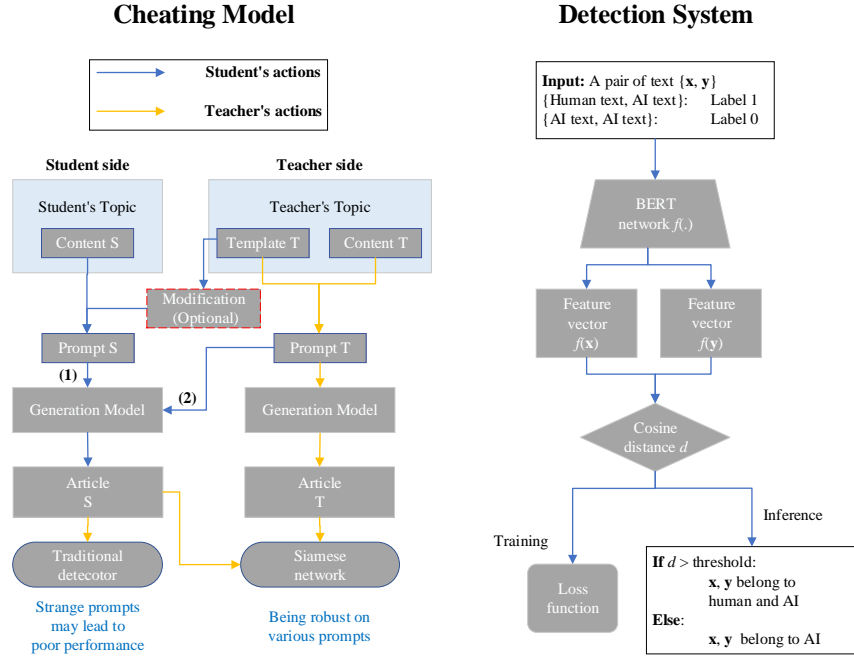 Cheating Model
Student's actions
Teacher's actions
Student side
Teacher side
Student's Topic
Content S
Teacher's Topic
Template T
Content T
Modification
(Optional)
Prompt S
Prompt T
(1)
(2)
Generation Model
Generation Model
Article
S
Article
T
Traditional
detecotor
Siamese
network
Strange prompts
may lead to
poor performance
Being robust on
various prompts
Detection System
Input: A pair of text {x, y}
{Human text, AI text}: Label 1
{AI text, AI text}: Label 0
BERT
network f(.)
Feature
vector
f(x)
Feature
vector
f(y)
Cosine
distance d
Training
Inference
Loss
function
If d > threshold:
x, y belong to
human and AI
Else:
x, y belong to AI